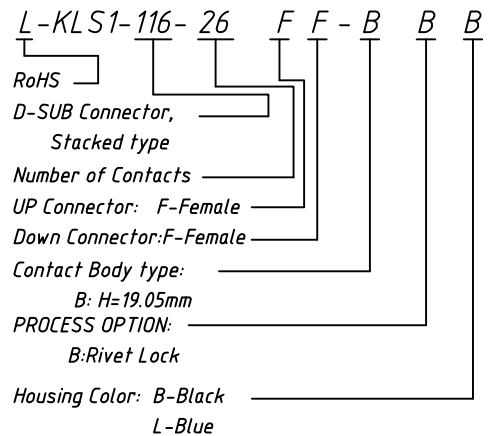 L-KLS1-116-26 F F-B B B
RoHS
D-SUB Connector,
Stacked type
Number of Contacts
UP Connector: F-Female
Down Connector:F-Female
Contact Body type:
B: H=19.05mm
PROCESS OPTION:
B:Rivet Lock
Housing Color: B-Black
L-Blue